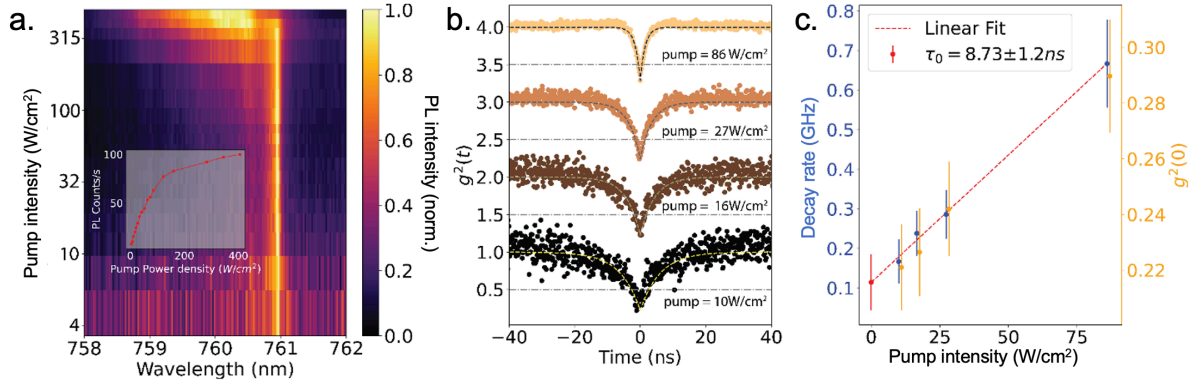 a.
Pump intensity (W/cm²)
315
100
32
10
4
758 759 760 761 762
Wavelength (nm)
PL Counts/s
100
50
0 200 400
Pump Power density (W/cm²)
1.0
0.8
0.6
0.4
0.2
0.0
PL intensity (norm.)
b.
g²(t)
4.0
3.5
3.0
2.5
2.0
1.5
1.0
0.5
pump = 86 W/cm²
pump = 27W/cm²
pump = 16W/cm²
pump = 10W/cm²
−40 −20 0 20 40
Time (ns)
c.
Decay rate (GHz)
0.8
0.7
0.6
0.5
0.4
0.3
0.2
0.1
Linear Fit
τ₀ = 8.73±1.2ns
0 25 50 75
Pump intensity (W/cm²)
0.30
0.28
0.26
0.24
0.22
g²(0)